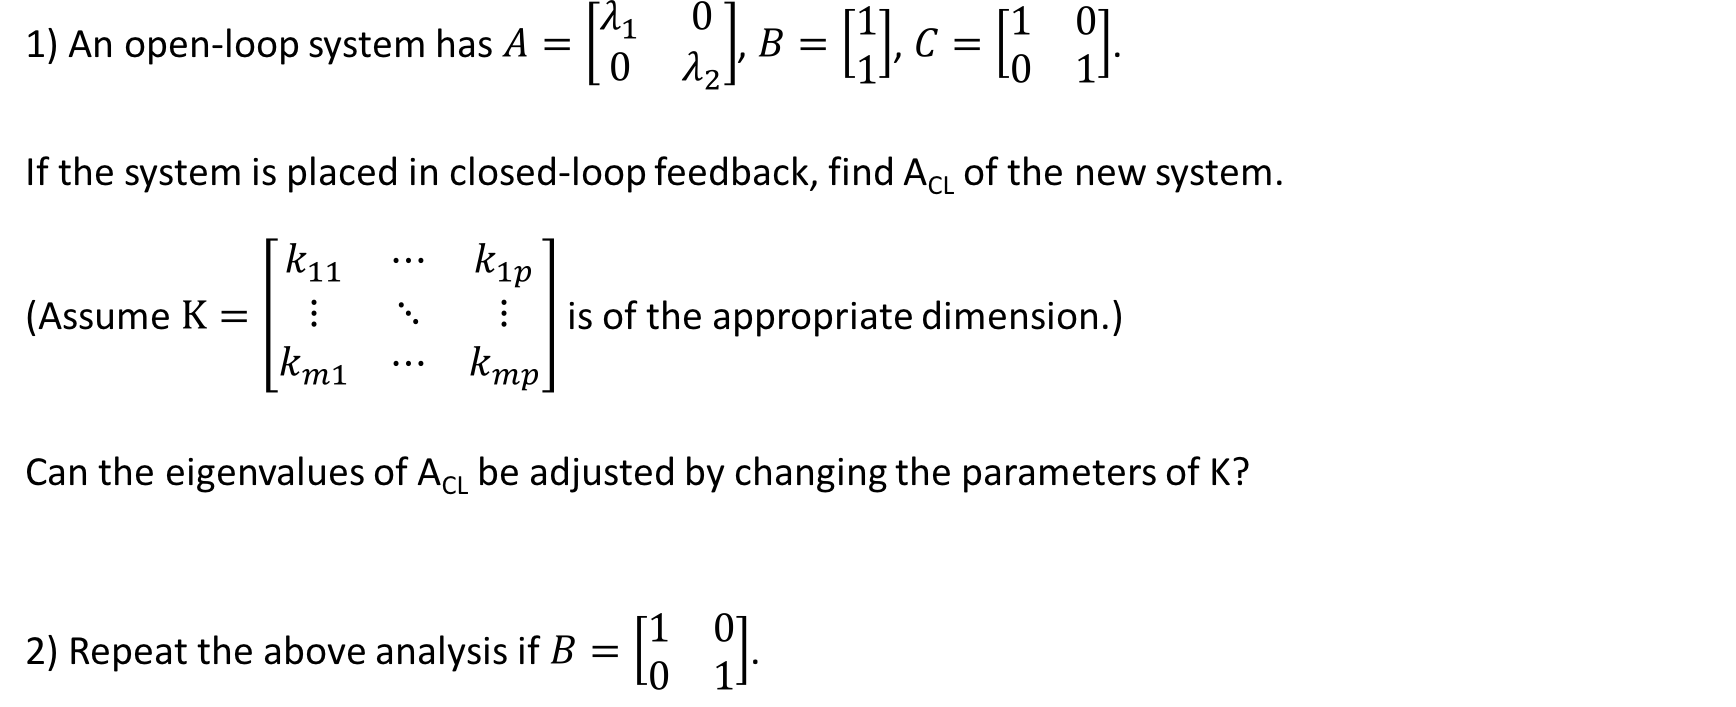 1) An open-loop system has A = [λ₁ 0; 0 λ₂], B = [1; 1], C = [1 0; 0 1].
If the system is placed in closed-loop feedback, find A_CL of the new system.
(Assume K = [k₁₁ ⋯ k₁ₚ; ⋮ ⋱ ⋮; kₘ₁ ⋯ kₘₚ] is of the appropriate dimension.)
Can the eigenvalues of A_CL be adjusted by changing the parameters of K?
2) Repeat the above analysis if B = [1 0; 0 1].